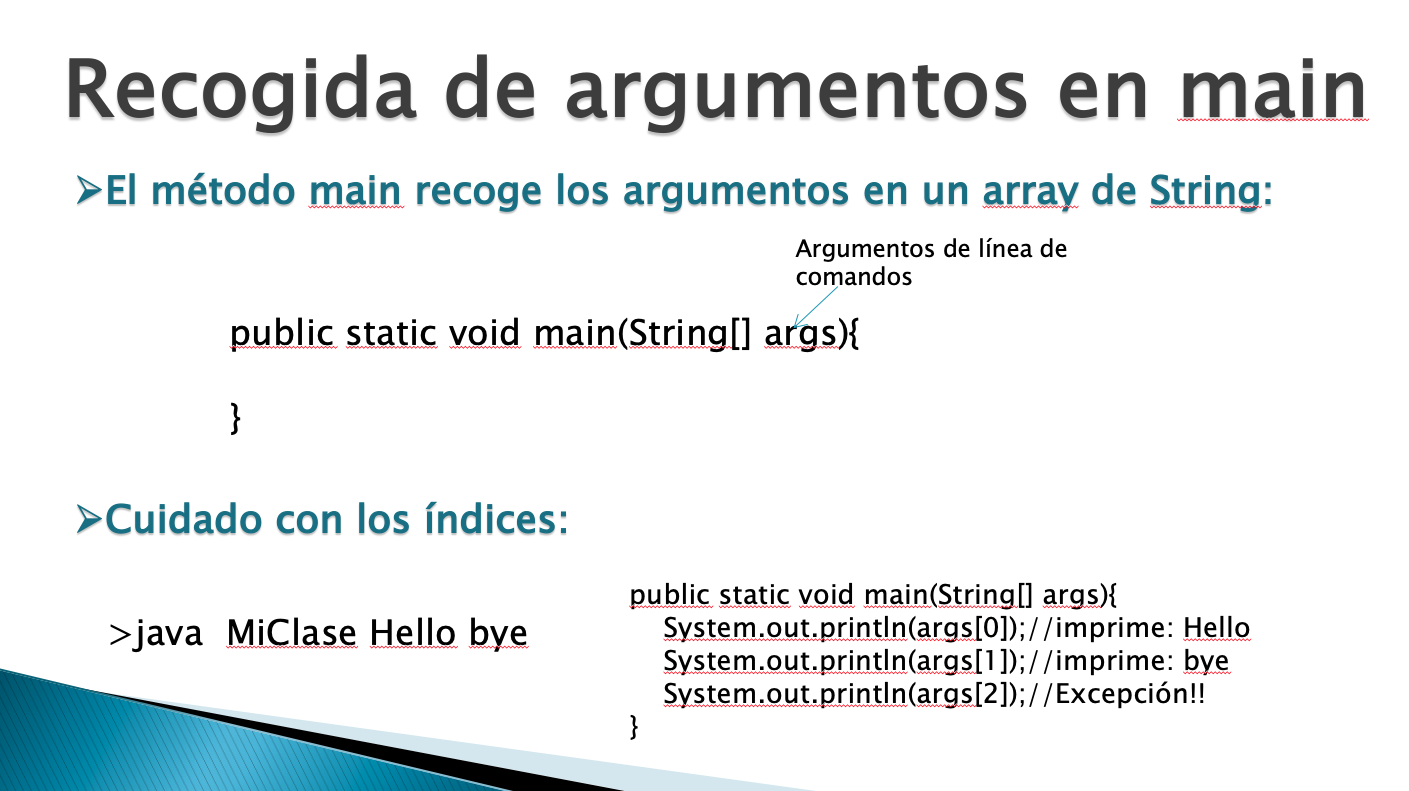 Recogida de argumentos en main
➢El método main recoge los argumentos en un array de String:
Argumentos de línea de
comandos
public static void main(String[] args){
}
➢Cuidado con los índices:
>java  MiClase Hello bye
public static void main(String[] args){
System.out.println(args[0]);//imprime: Hello
System.out.println(args[1]);//imprime: bye
System.out.println(args[2]);//Excepción!!
}